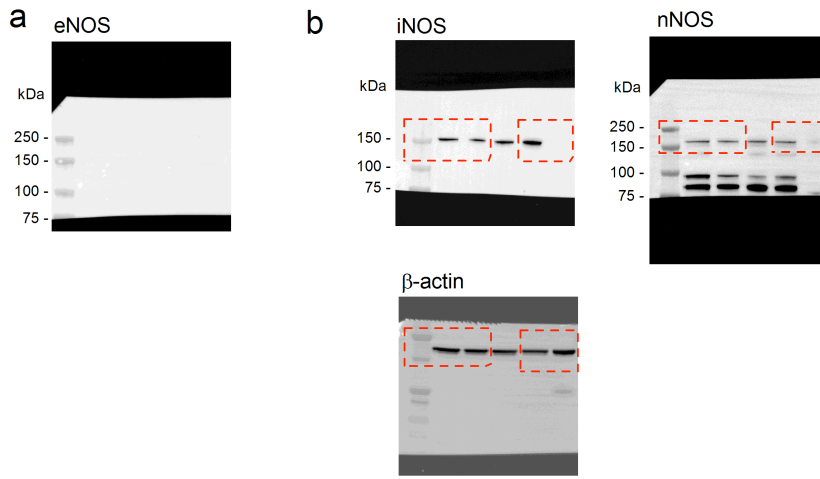 a
eNOS
kDa
250 -
150 -
100 -
75 -
b
iNOS
kDa
150 -
100 -
75 -
nNOS
kDa
250 -
150 -
100 -
75 -
β-actin